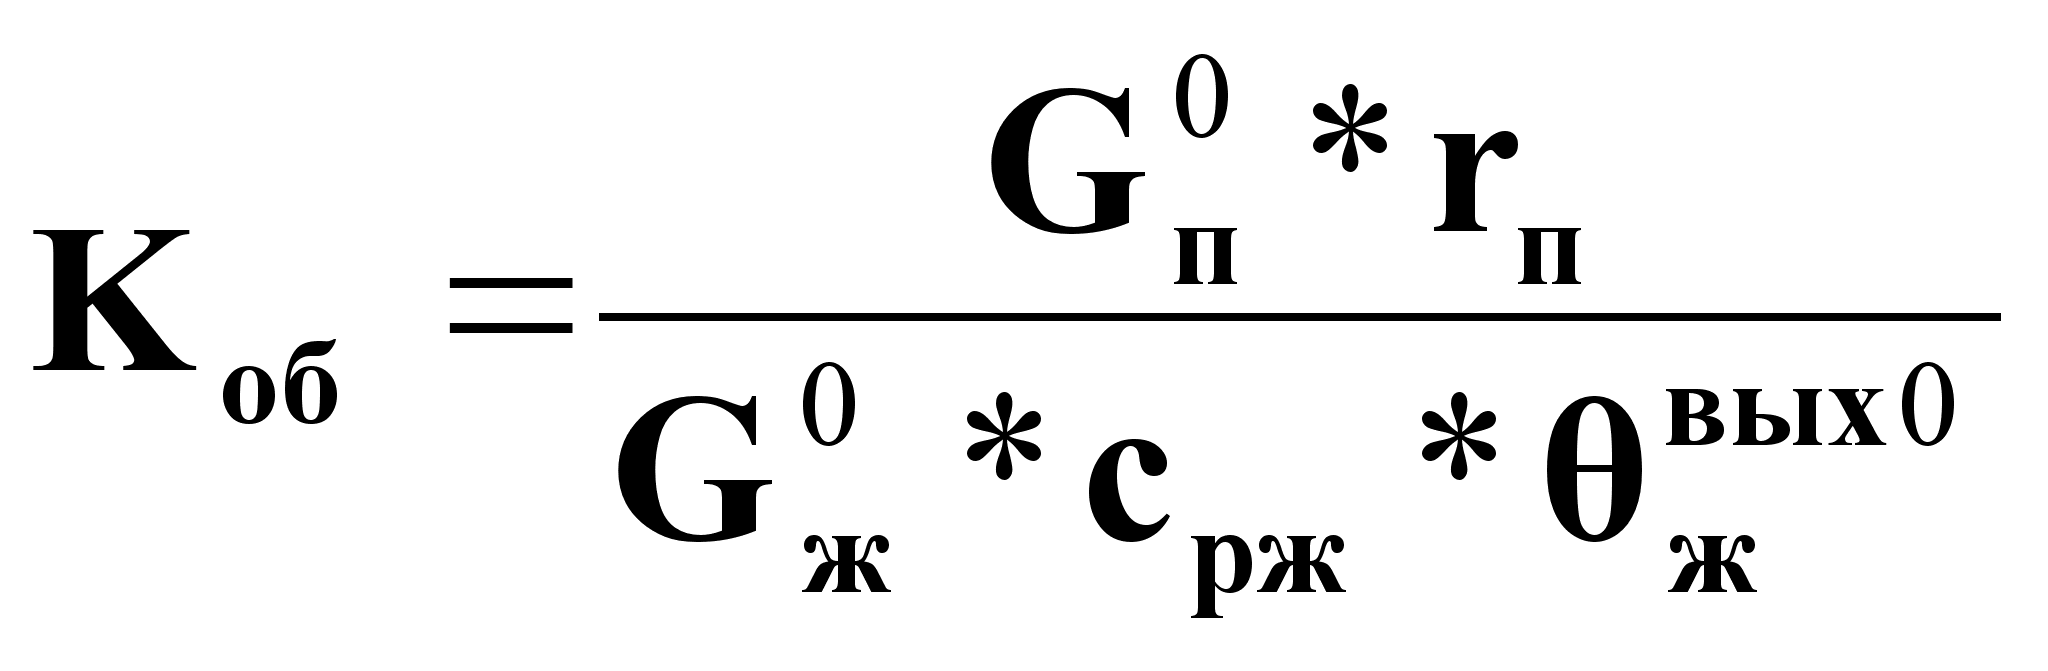 K_об = (G_п^0 * r_п) / (G_ж^0 * c_рж * θ_ж^вых0)